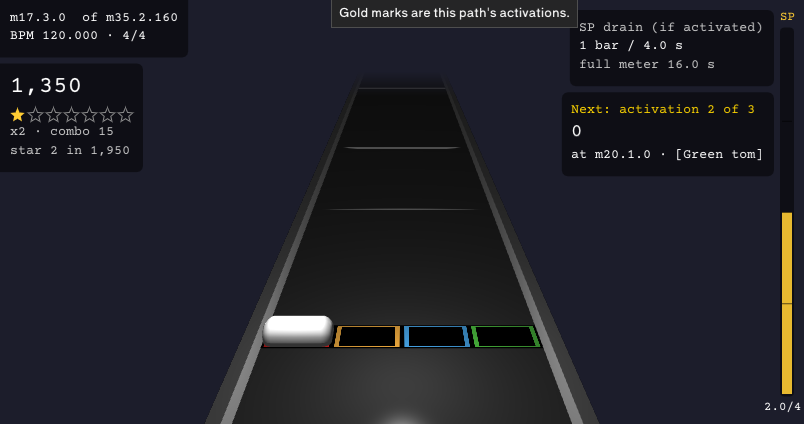 Gold marks are this path's activations.
m17.3.0  of m35.2.160
BPM 120.000 · 4/4
1,350
x2 · combo 15
star 2 in 1,950
SP drain (if activated)
1 bar / 4.0 s
full meter 16.0 s
Next: activation 2 of 3
0
at m20.1.0 · [Green tom]
SP
2.0/4